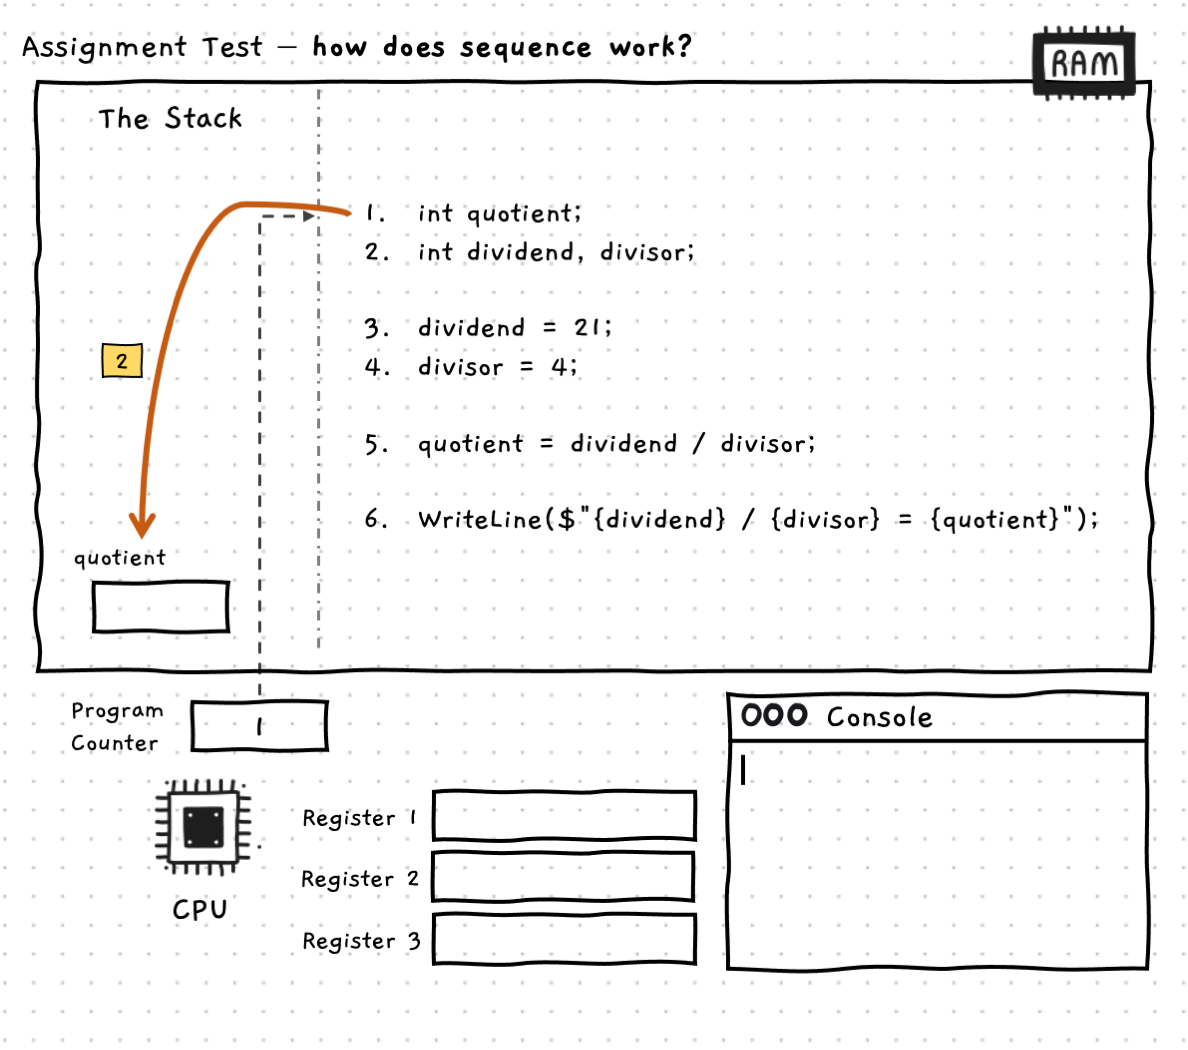 Assignment Test – how does sequence work?
RAM
The Stack
1. int quotient;
2. int dividend, divisor;
3. dividend = 21;
4. divisor = 4;
2
5. quotient = dividend / divisor;
6. WriteLine($"{dividend} / {divisor} = {quotient}");
quotient
Program
Counter
1
Console
Register 1
Register 2
Register 3
CPU